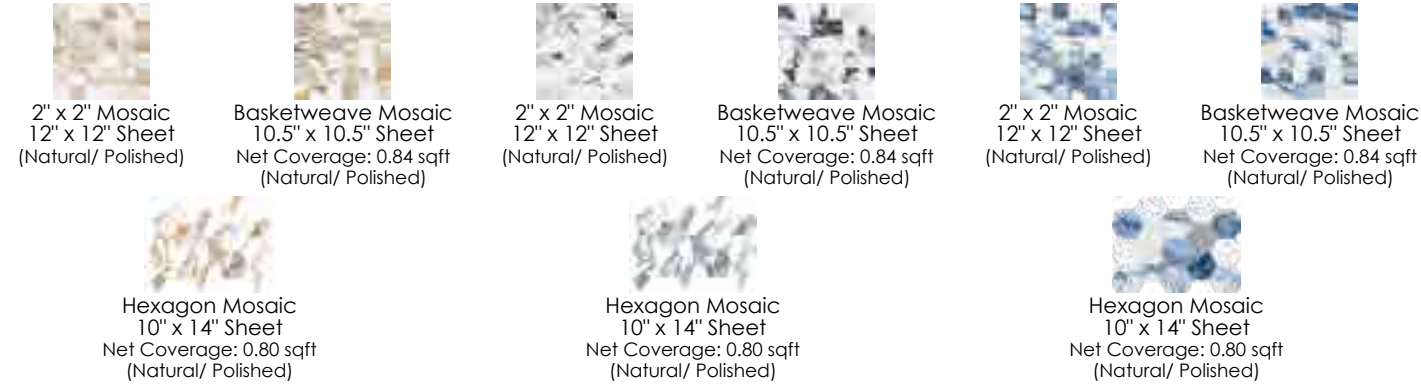 2" x 2" Mosaic
12" x 12" Sheet
(Natural/ Polished)
Basketweave Mosaic
10.5" x 10.5" Sheet
Net Coverage: 0.84 sqft
(Natural/ Polished)
2" x 2" Mosaic
12" x 12" Sheet
(Natural/ Polished)
Basketweave Mosaic
10.5" x 10.5" Sheet
Net Coverage: 0.84 sqft
(Natural/ Polished)
2" x 2" Mosaic
12" x 12" Sheet
(Natural/ Polished)
Basketweave Mosaic
10.5" x 10.5" Sheet
Net Coverage: 0.84 sqft
(Natural/ Polished)
Hexagon Mosaic
10" x 14" Sheet
Net Coverage: 0.80 sqft
(Natural/ Polished)
Hexagon Mosaic
10" x 14" Sheet
Net Coverage: 0.80 sqft
(Natural/ Polished)
Hexagon Mosaic
10" x 14" Sheet
Net Coverage: 0.80 sqft
(Natural/ Polished)